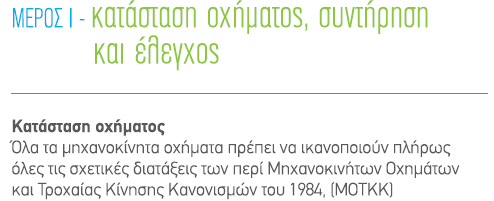 ΜΕΡΟΣ Ι - κατάσταση οχήματος, συντήρηση
και έλεγχος
Κατάσταση οχήματος
Όλα τα μηχανοκίνητα οχήματα πρέπει να ικανοποιούν πλήρως
όλες τις σχετικές διατάξεις των περί Μηχανοκινήτων Οχημάτων
και Τροχαίας Κίνησης Κανονισμών του 1984, (ΜΟΤΚΚ)